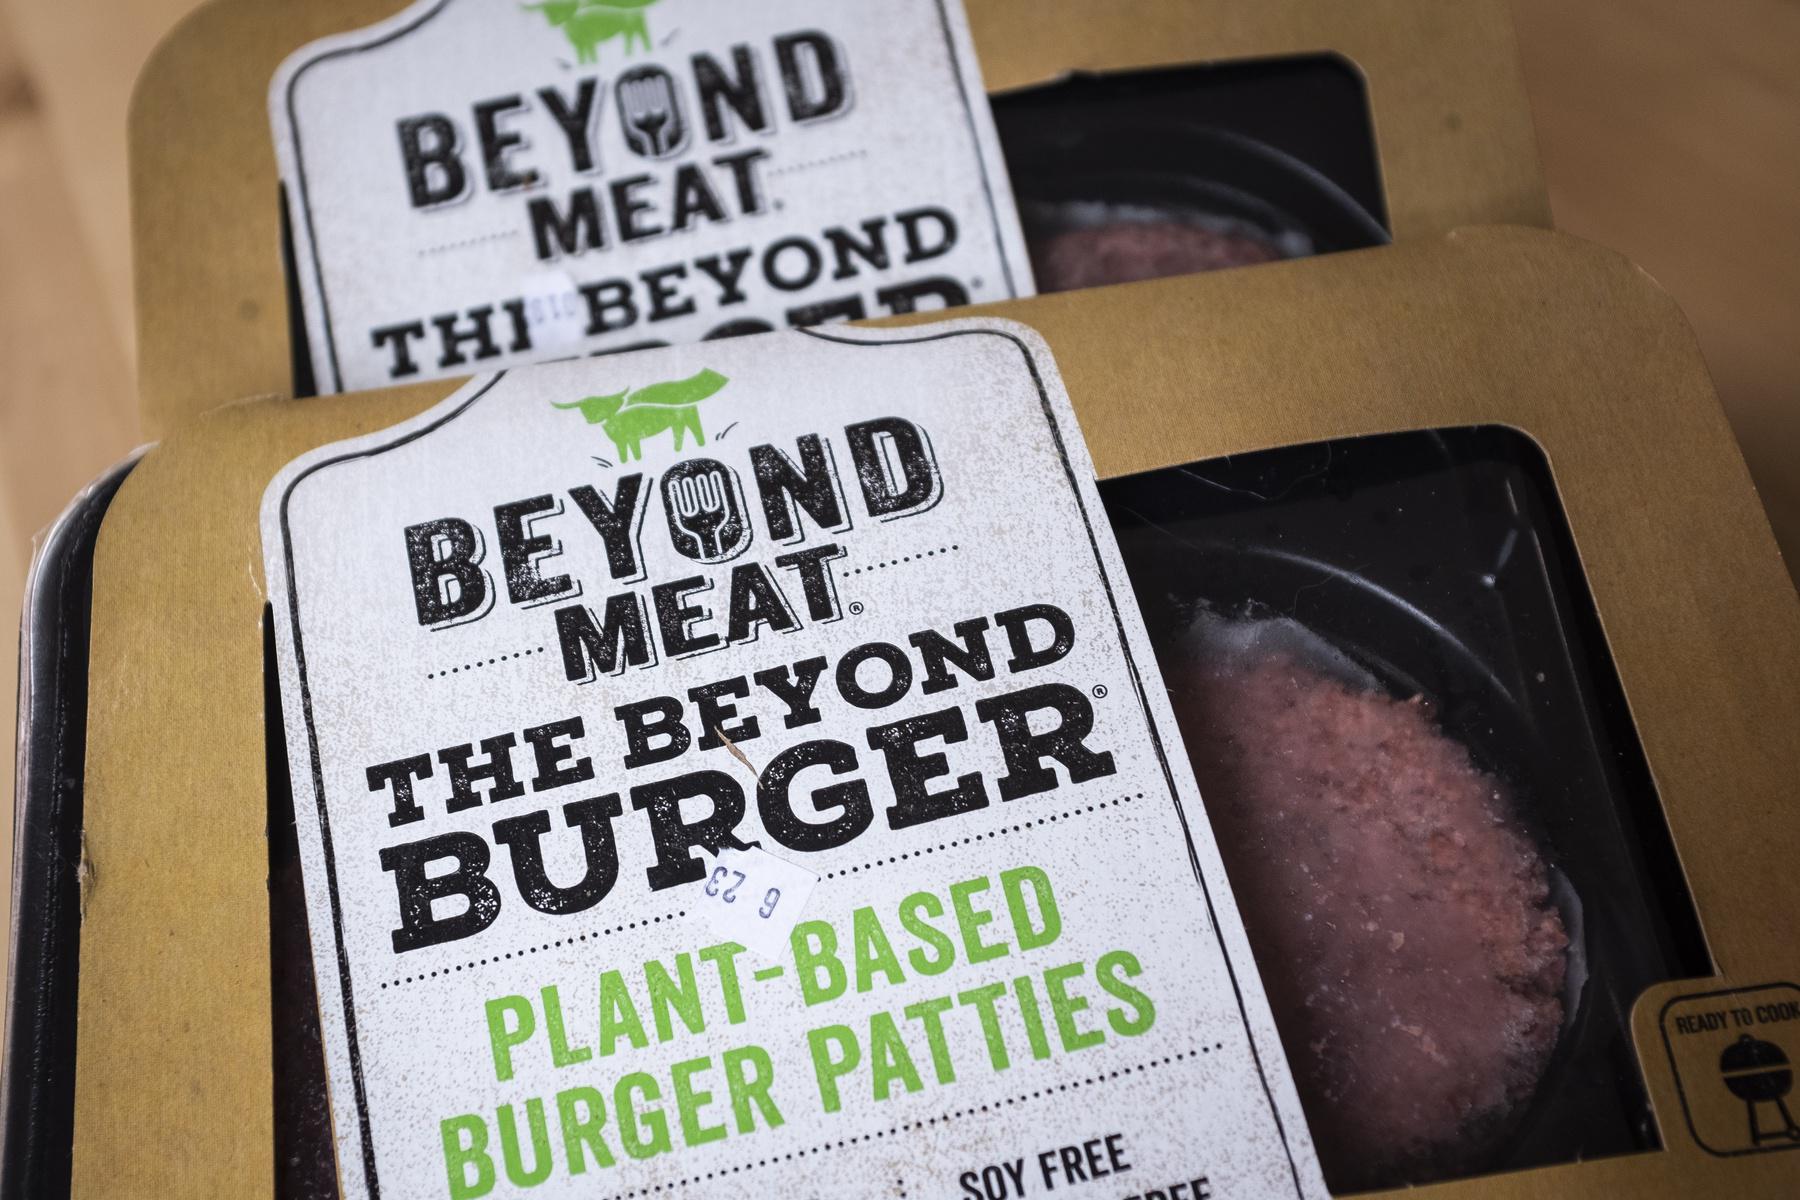 BEYOND
MEAT
THE BEYOND
BEYOND
MEAT®
THE BEYOND
BURGER®
6 23
PLANT-BASED
BURGER PATTIES
SOY FREE
FREE
READY TO COOK